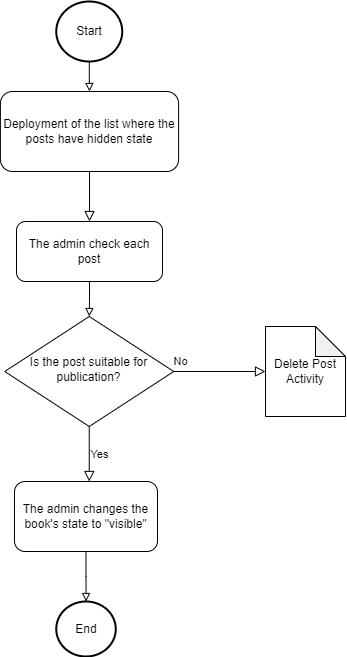 Start
Deployment of the list where the
posts have hidden state
The admin check each
post
Is the post suitable for
publication?
No
Delete Post
Activity
Yes
The admin changes the
book's state to "visible"
End